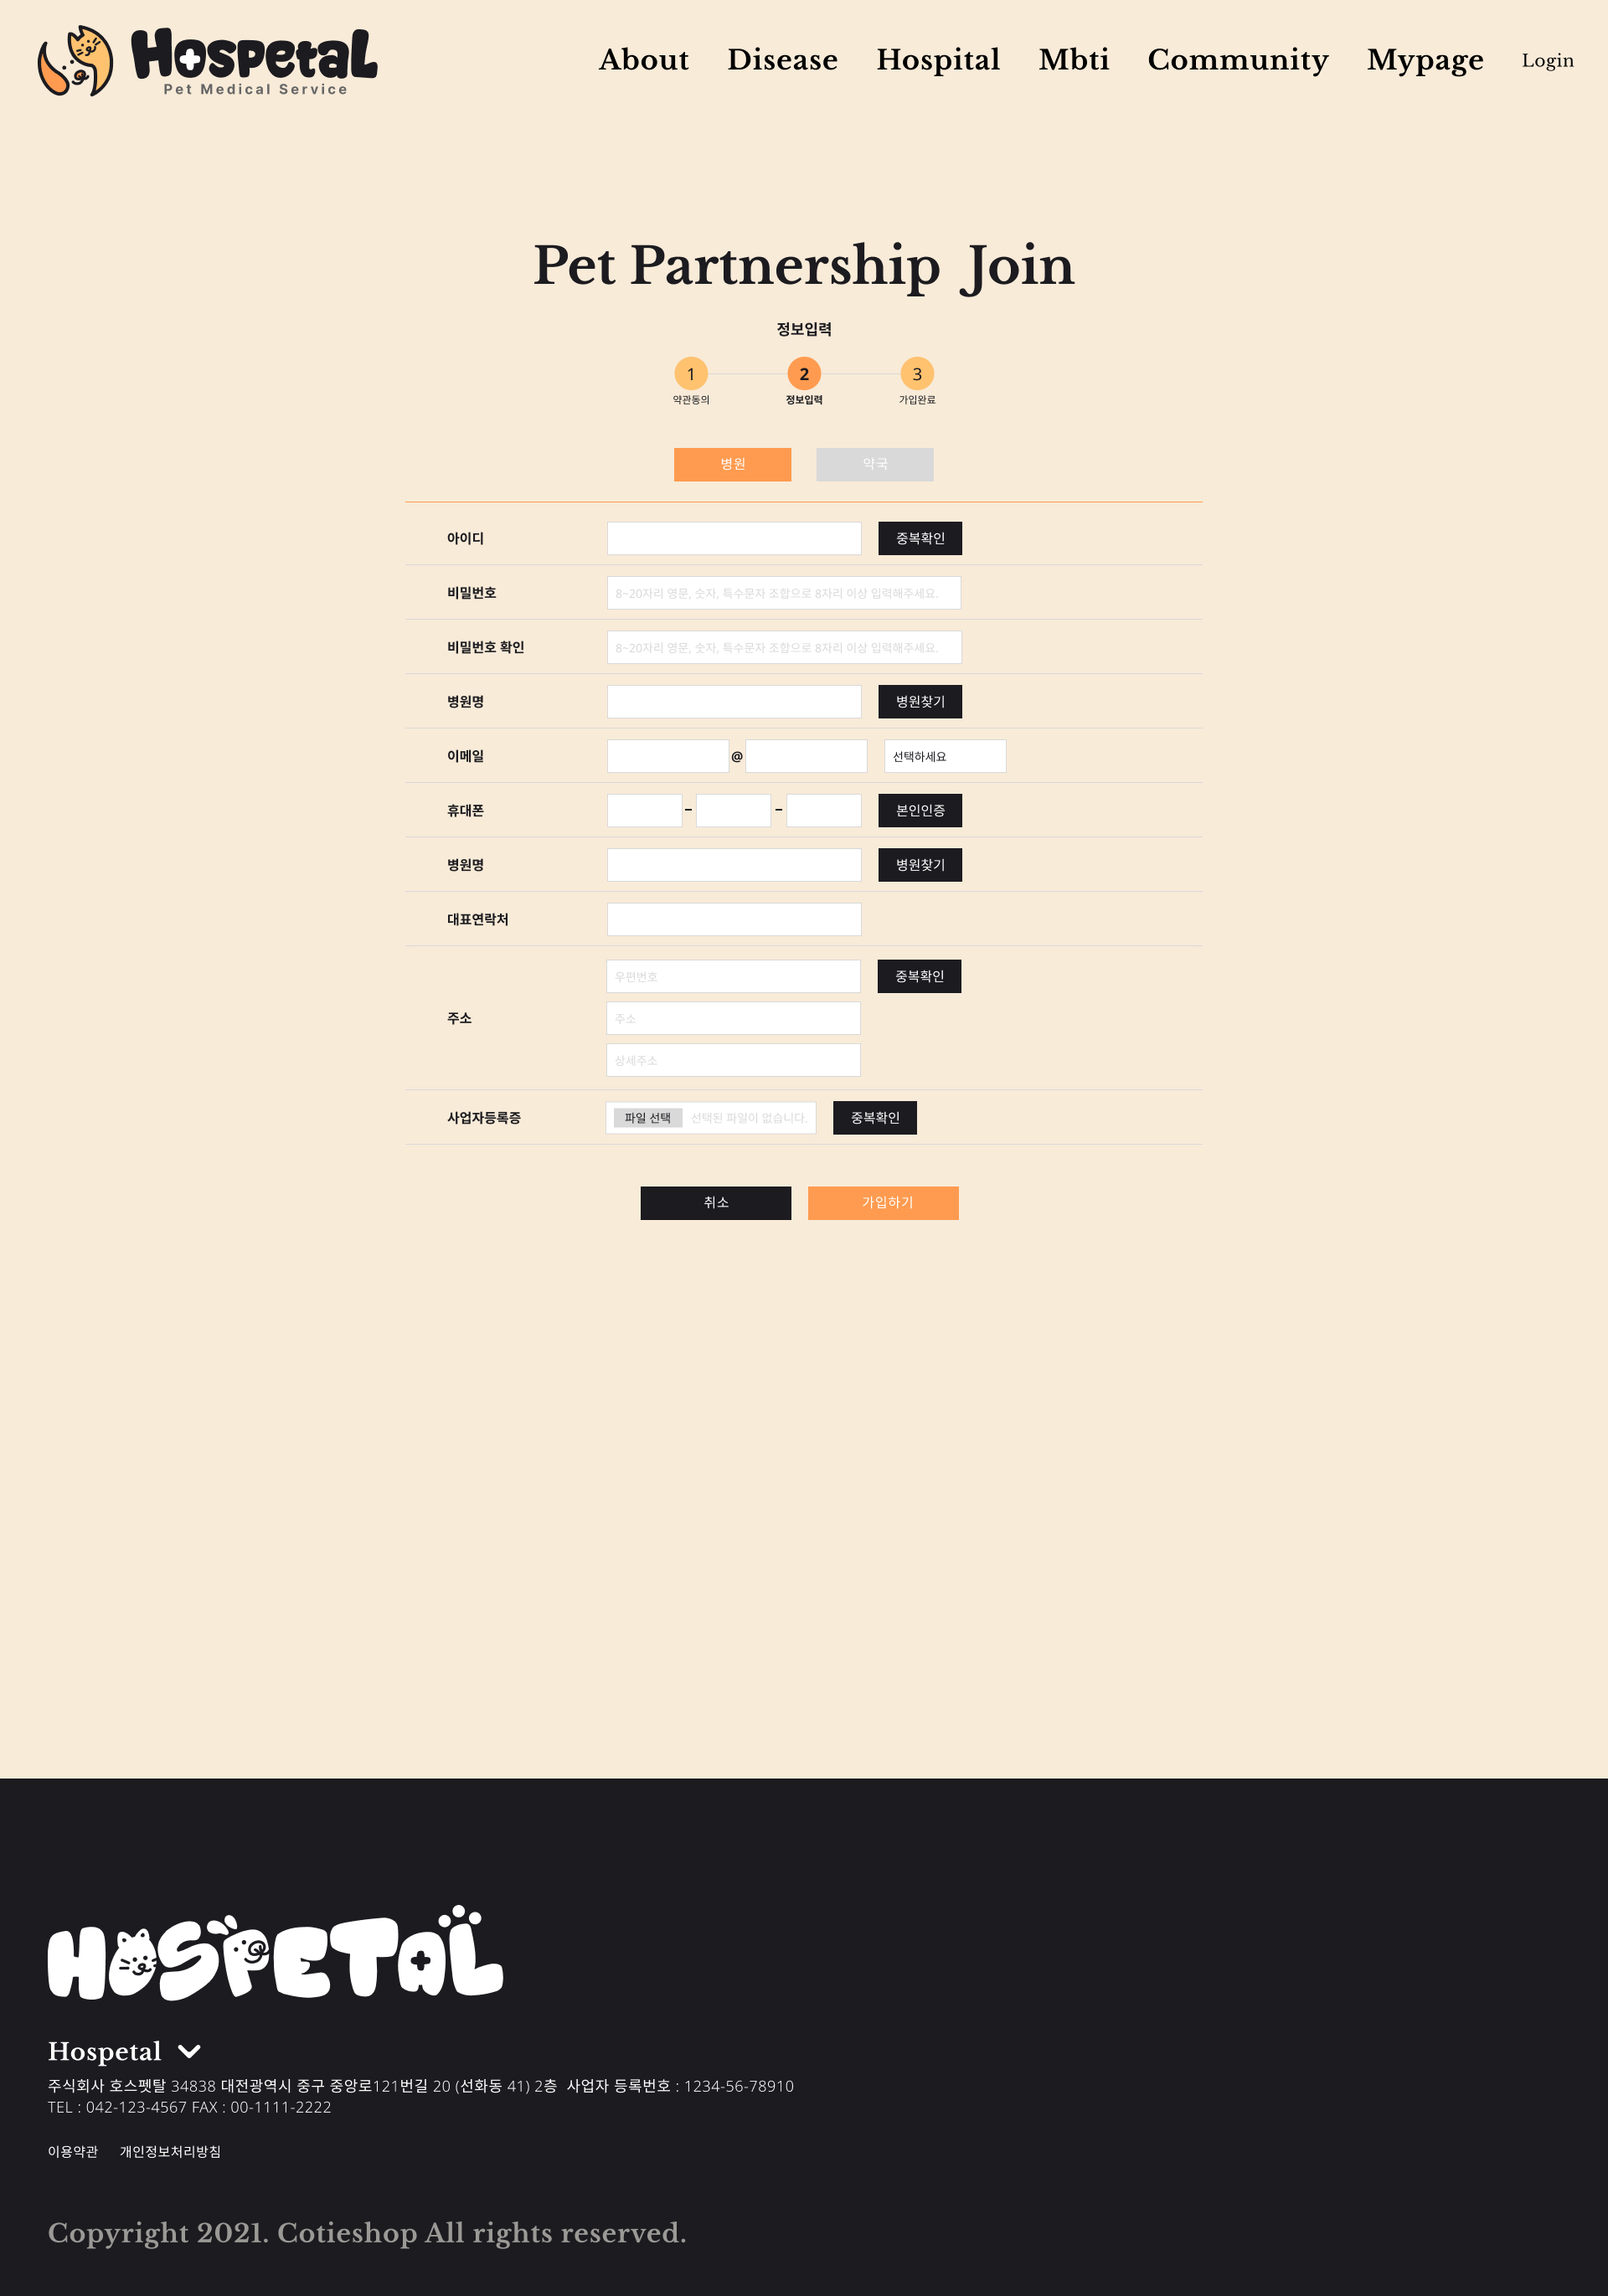 Hospetal
Pet Medical Service
About Disease Hospital Mbti Community Mypage Login
Pet Partnership Join
정보입력
1 2 3
약관동의 정보입력 가입완료
병원 약국
아이디 중복확인
비밀번호 8~20자리 영문, 숫자, 특수문자 조합으로 8자리 이상 입력해주세요.
비밀번호 확인 8~20자리 영문, 숫자, 특수문자 조합으로 8자리 이상 입력해주세요.
병원명 병원찾기
이메일 @ 선택하세요
휴대폰 - - 본인인증
병원명 병원찾기
대표연락처
우편번호 중복확인
주소 주소
상세주소
사업자등록증 파일 선택 선택된 파일이 없습니다. 중복확인
취소 가입하기
HOSPETAL
Hospetal
주식회사 호스펫탈 34838 대전광역시 중구 중앙로121번길 20 (선화동 41) 2층 사업자 등록번호 : 1234-56-78910
TEL : 042-123-4567 FAX : 00-1111-2222
이용약관 개인정보처리방침
Copyright 2021. Cotieshop All rights reserved.